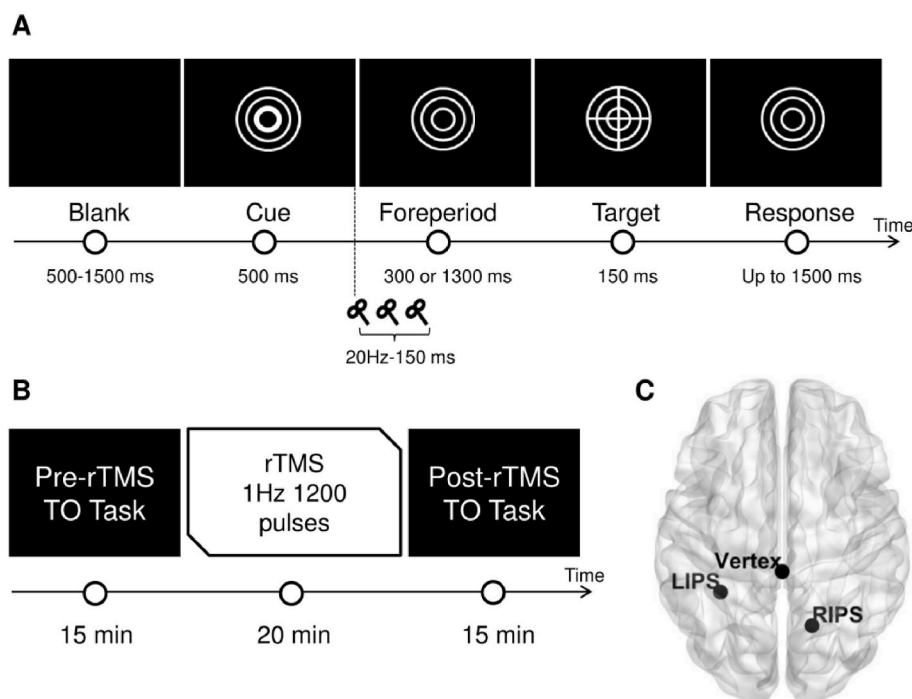 A
Blank
Cue
Foreperiod
Target
Response
Time
500-1500 ms
500 ms
300 or 1300 ms
150 ms
Up to 1500 ms
20Hz-150 ms
B
Pre-rTMS
TO Task
rTMS
1Hz 1200
pulses
Post-rTMS
TO Task
Time
15 min
20 min
15 min
C
Vertex
LIPS
RIPS